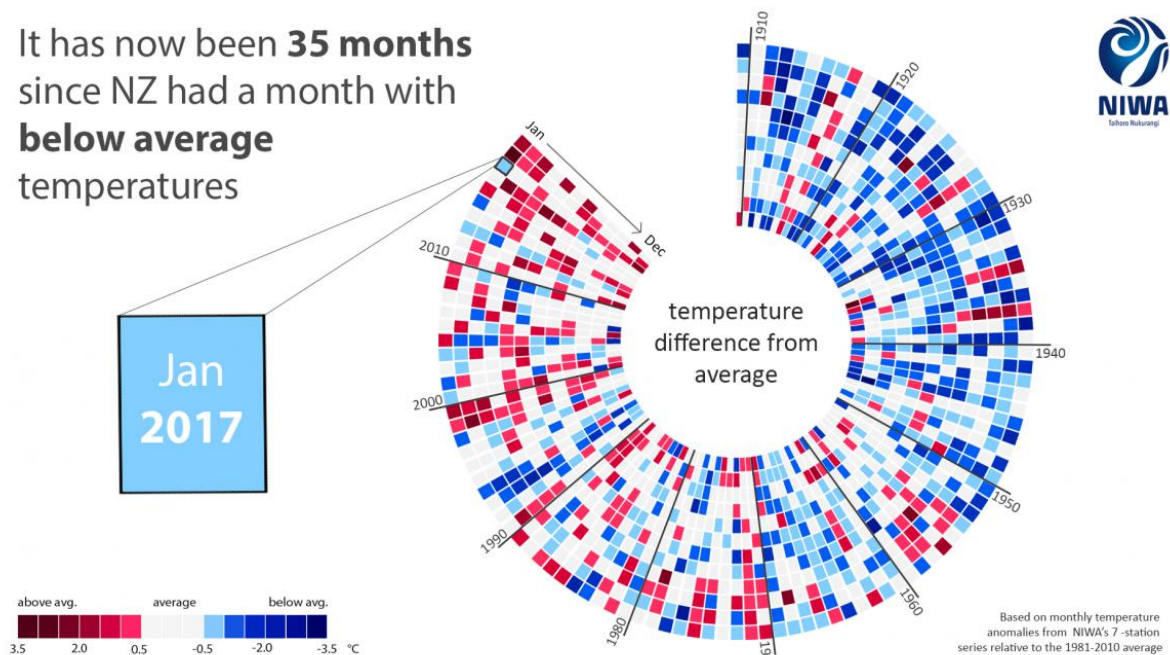 It has now been 35 months
since NZ had a month with
below average
temperatures
Jan
2017
Jan
Dec
1910
1920
1930
1940
1950
1960
1980
1990
2000
2010
temperature
difference from
average
NIWA
Taihoro Nukurangi
above avg.
average
below avg.
3.5
2.0
0.5
-0.5
-2.0
-3.5
°C
Based on monthly temperature
anomalies from NIWA's 7 -station
series relative to the 1981-2010 average